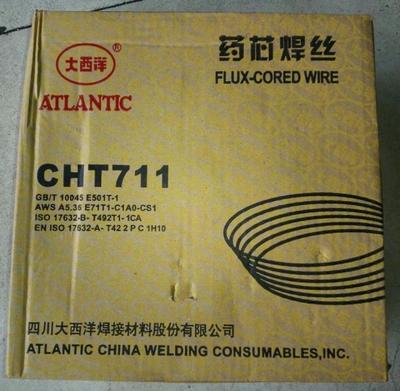 大西洋®
ATLANTIC
药芯焊丝
FLUX-CORED WIRE
CHT711
GB/T 10045 E501T-1
AWS A5.36 E71T1-C1A0-CS1
ISO 17632-B- T492T1- 1CA
EN ISO 17632-A- T42 2 P C 1H10
四川大西洋焊接材料股份有限公司
ATLANTIC CHINA WELDING CONSUMABLES,INC.